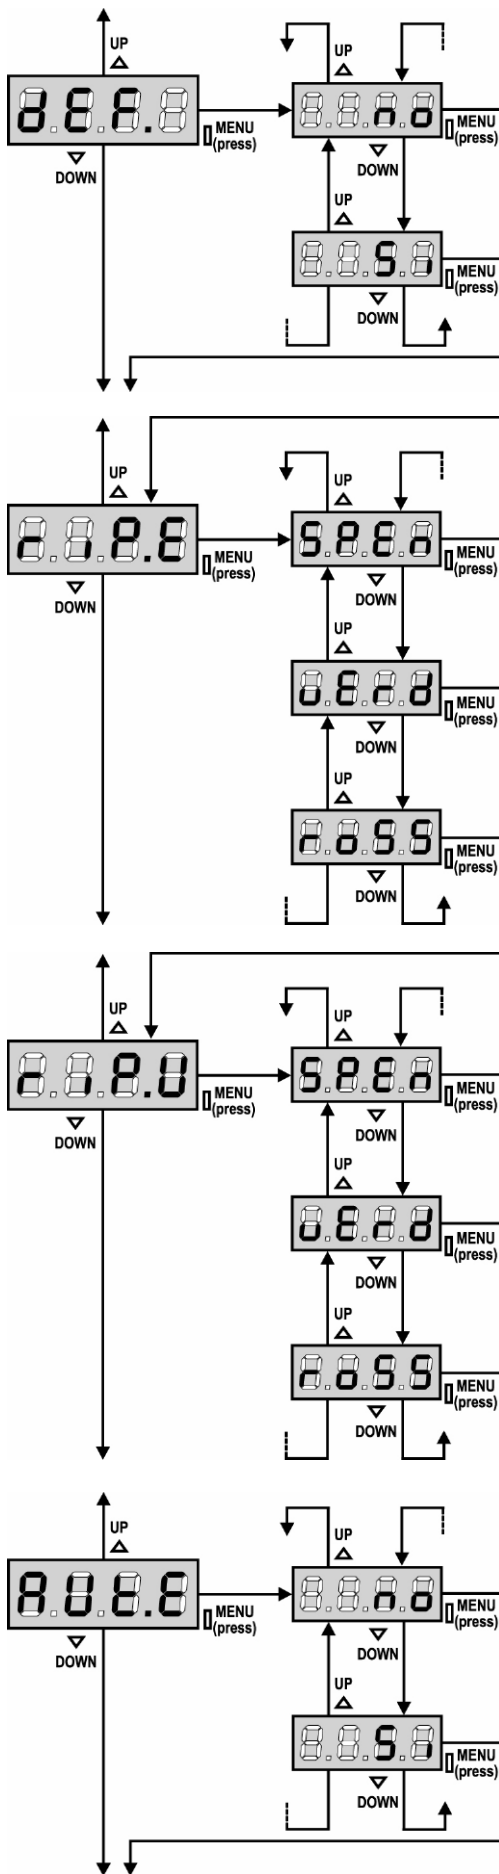 UP
UP
dEF.
no
MENU
(press)
MENU
(press)
DOWN
DOWN
UP
Si
MENU
(press)
DOWN
UP
UP
riP.E
SPEn
MENU
(press)
MENU
(press)
DOWN
DOWN
UP
vErd
MENU
(press)
DOWN
UP
roSS
MENU
(press)
DOWN
UP
UP
riP.U
SPEn
MENU
(press)
MENU
(press)
DOWN
DOWN
UP
vErd
MENU
(press)
DOWN
UP
roSS
MENU
(press)
DOWN
UP
UP
AUt.E
no
MENU
(press)
MENU
(press)
DOWN
DOWN
UP
Si
MENU
(press)
DOWN